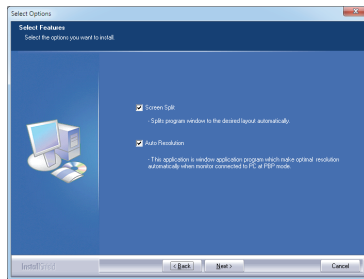 Select Options
Select Features
Select the options you want to install.
Screen Split
- Splits program window to the desired layout automatically.
Auto Resolution
- This application is window application program which make optimal resolution
automatically when monitor connected to PC at PBP mode.
InstallShield
< Back
Next >
Cancel